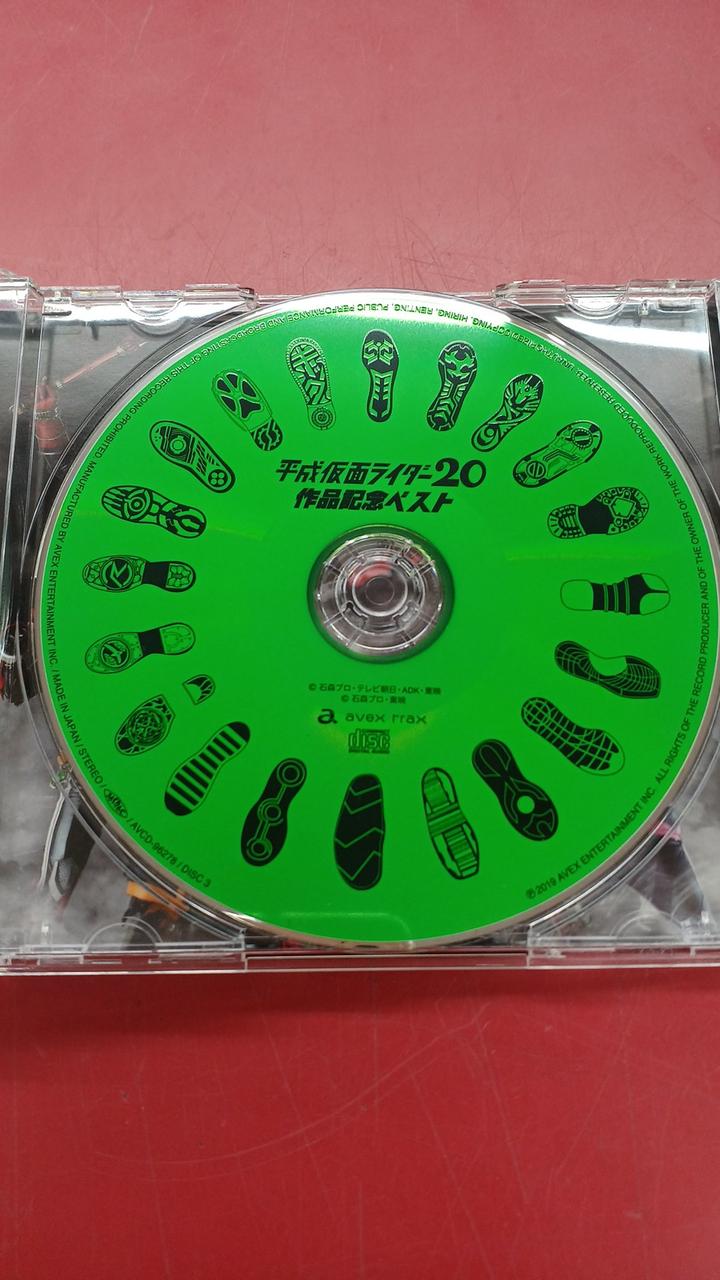 平成仮面ライダー20
作品記念ベスト
© 石森プロ・テレビ朝日・ADK・東映
© 石森プロ・東映
a avex trax
disc
DIGITAL AUDIO
℗ 2019 AVEX ENTERTAINMENT INC. ALL RIGHTS OF THE RECORD PRODUCER AND OF THE OWNER OF THE WORK REPRODUCED RESERVED. UNAUTHORIZED COPYING, HIRING, RENTING, PUBLIC PERFORMANCE AND BROADCASTING OF THIS RECORDING PROHIBITED. MANUFACTURED BY AVEX ENTERTAINMENT INC. / MADE IN JAPAN / STEREO / AVCD-96278 / DISC 3